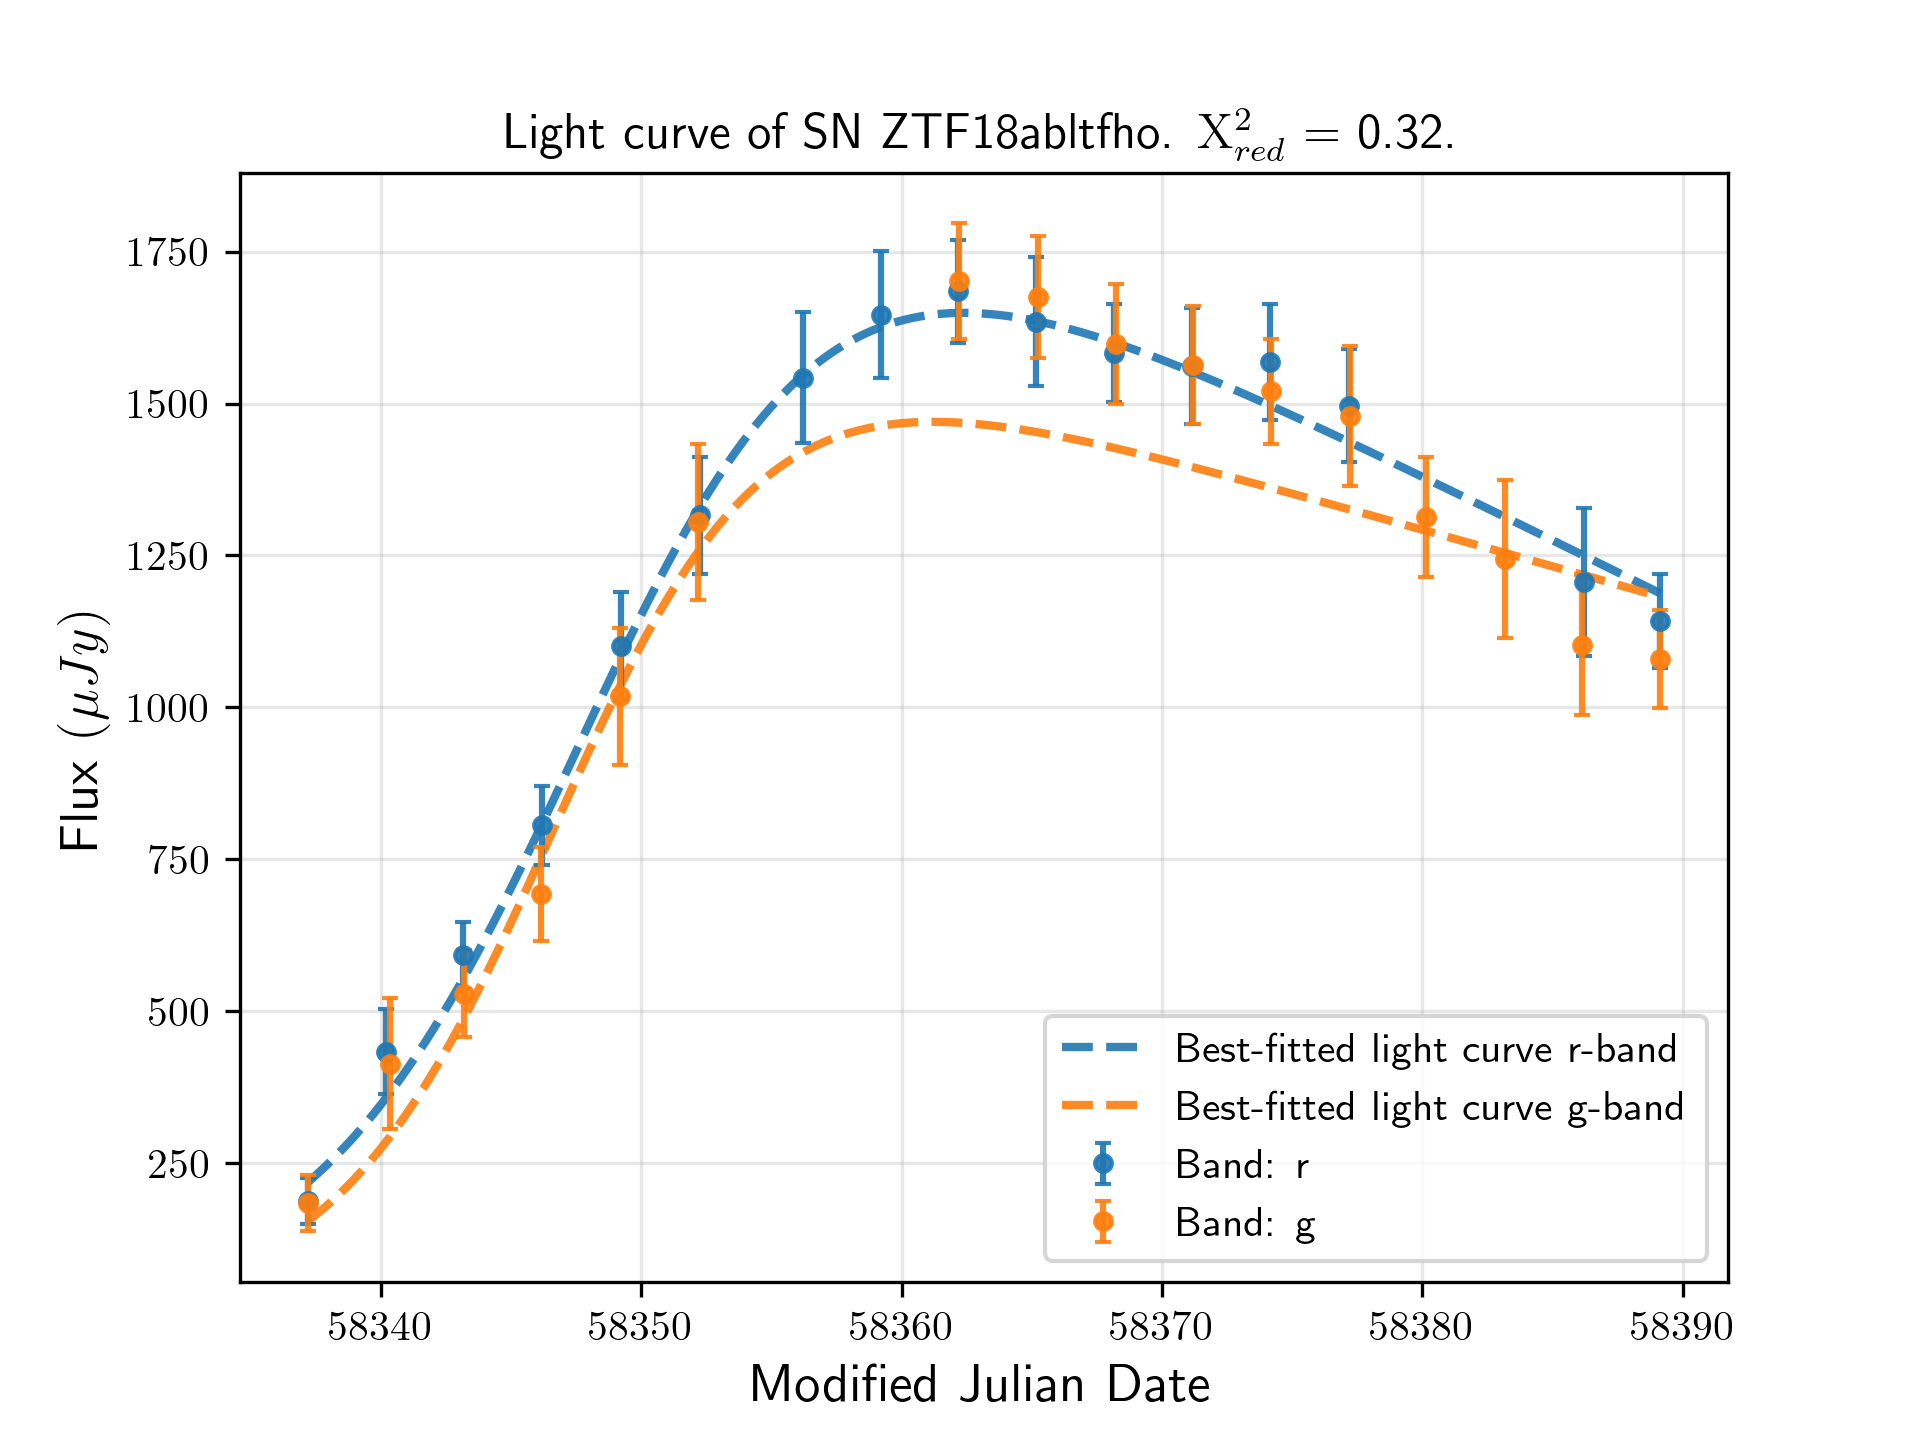 Light curve of SN ZTF18abltfho. X²_red = 0.32.
Flux (μJy)
1750
1500
1250
1000
750
500
250
Best-fitted light curve r-band
Best-fitted light curve g-band
Band: r
Band: g
58340 58350 58360 58370 58380 58390
Modified Julian Date